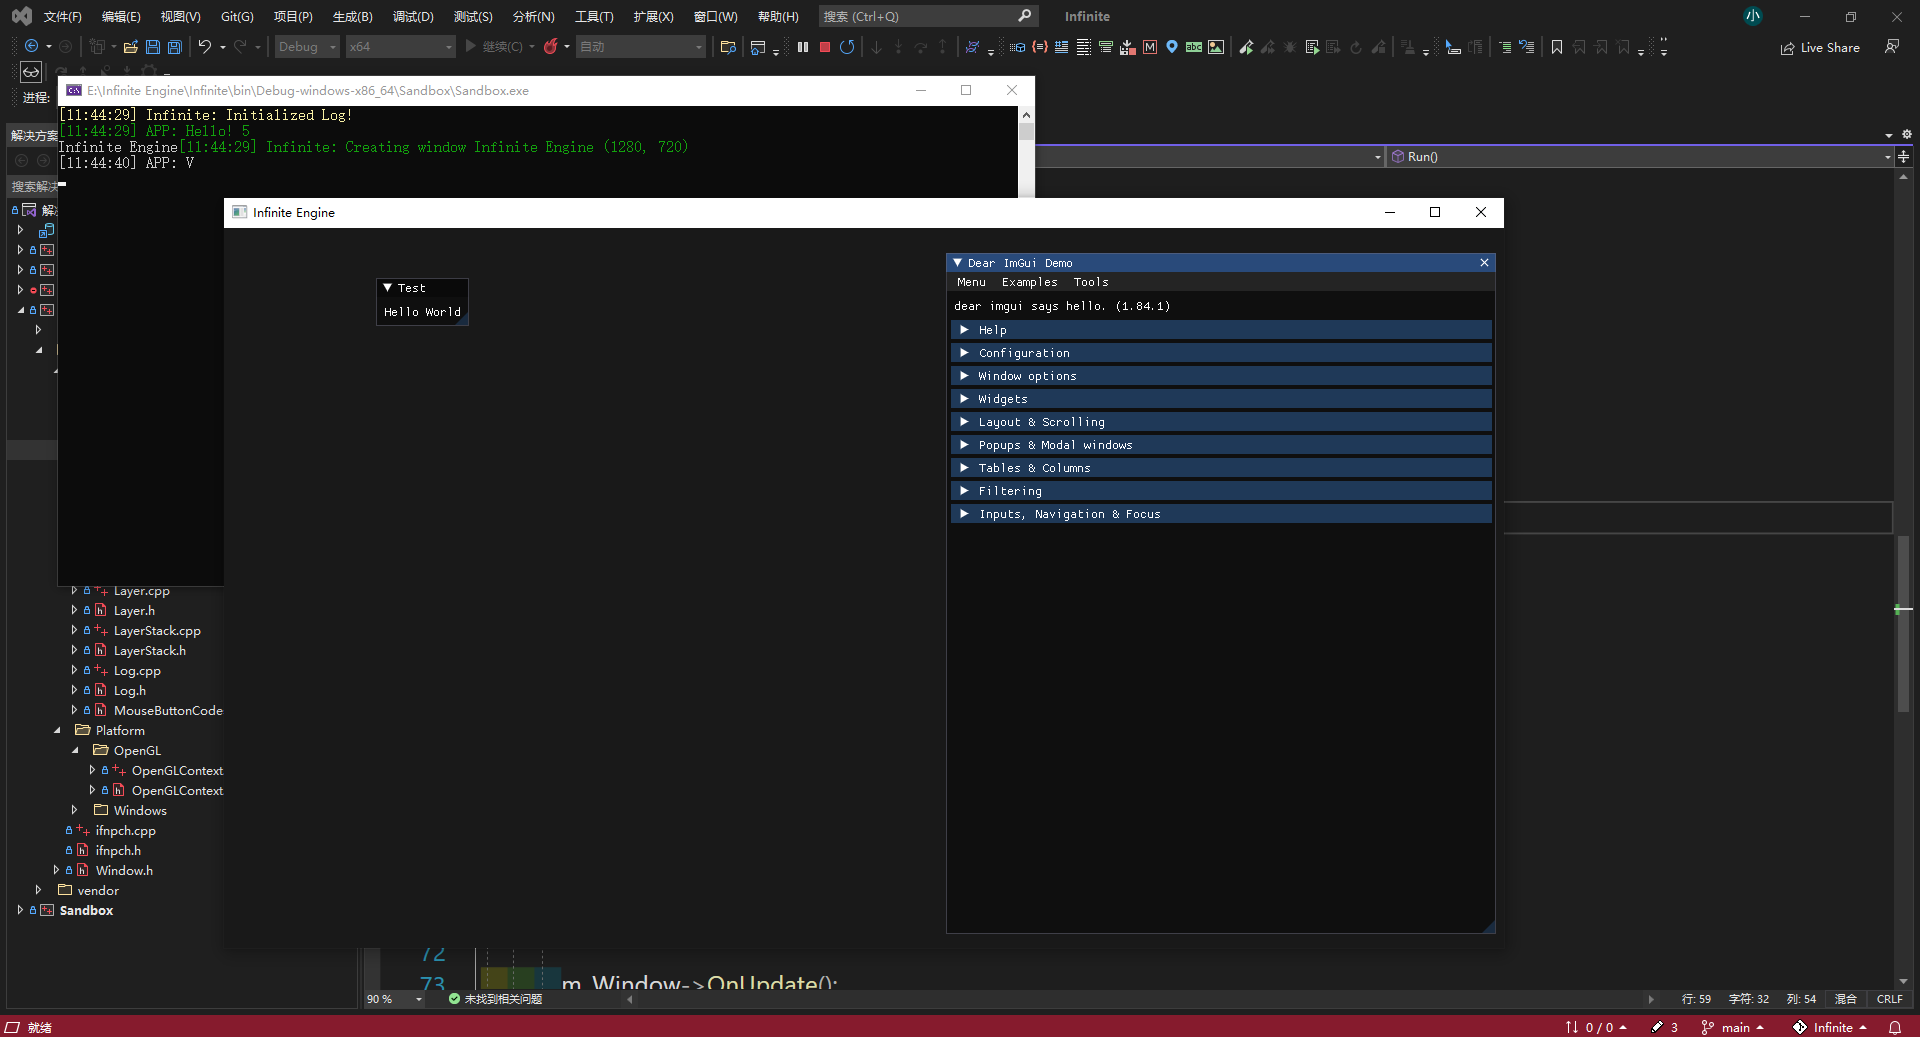 文件(F) 编辑(E) 视图(V) Git(G) 项目(P) 生成(B) 调试(D) 测试(S) 分析(N) 工具(T) 扩展(X) 窗口(W) 帮助(H) 搜索 (Ctrl+Q) Infinite 小
Debug x64 继续(C) 自动 Live Share
进程:
E:\Infinite Engine\Infinite\bin\Debug-windows-x86_64\Sandbox\Sandbox.exe
[11:44:29] Infinite: Initialized Log!
[11:44:29] APP: Hello! 5
Infinite Engine[11:44:29] Infinite: Creating window Infinite Engine (1280, 720)
[11:44:40] APP: V
解决方案
Run()
搜索解决
解决
Infinite Engine
Test
Hello World
Dear ImGui Demo
Menu Examples Tools
dear imgui says hello. (1.84.1)
Help
Configuration
Window options
Widgets
Layout & Scrolling
Popups & Modal windows
Tables & Columns
Filtering
Inputs, Navigation & Focus
Layer.cpp
Layer.h
LayerStack.cpp
LayerStack.h
Log.cpp
Log.h
MouseButtonCode
Platform
OpenGL
OpenGLContext
OpenGLContext
Windows
ifnpch.cpp
ifnpch.h
Window.h
vendor
Sandbox
72
73 m_Window->OnUpdate();
90 % 未找到相关问题 行: 59 字符: 32 列: 54 混合 CRLF
就绪 0 / 0 3 main Infinite